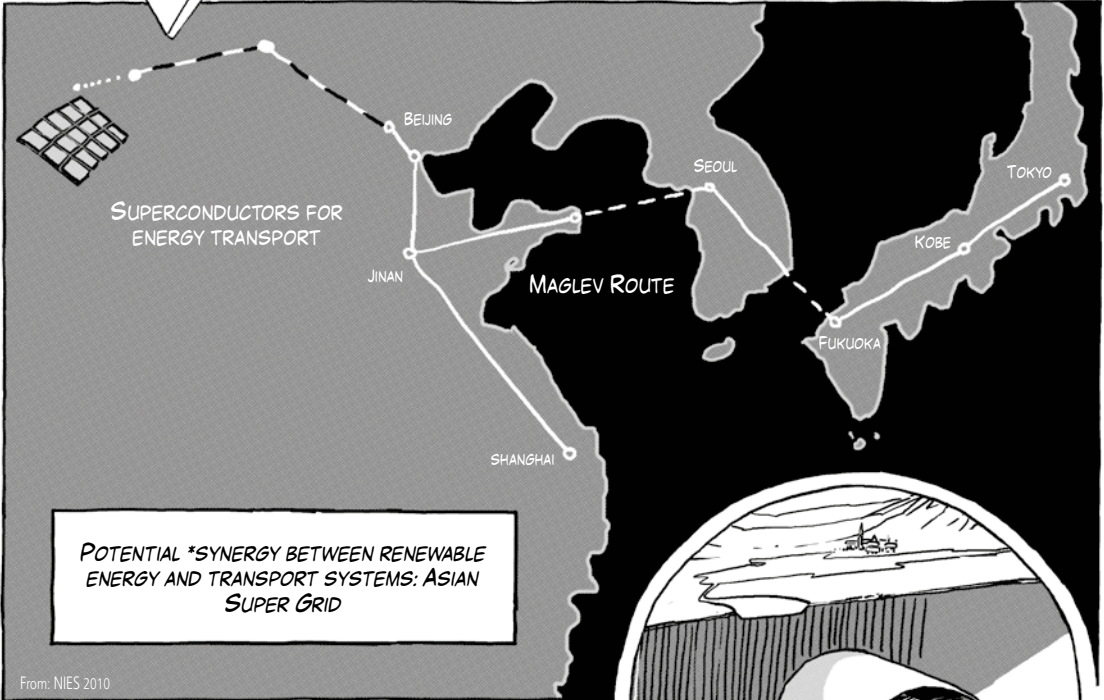 BEIJING
SEOUL
TOKYO
SUPERCONDUCTORS FOR
ENERGY TRANSPORT
KOBE
JINAN
MAGLEV ROUTE
FUKUOKA
SHANGHAI
POTENTIAL *SYNERGY BETWEEN RENEWABLE
ENERGY AND TRANSPORT SYSTEMS: ASIAN
SUPER GRID
From: NIES 2010